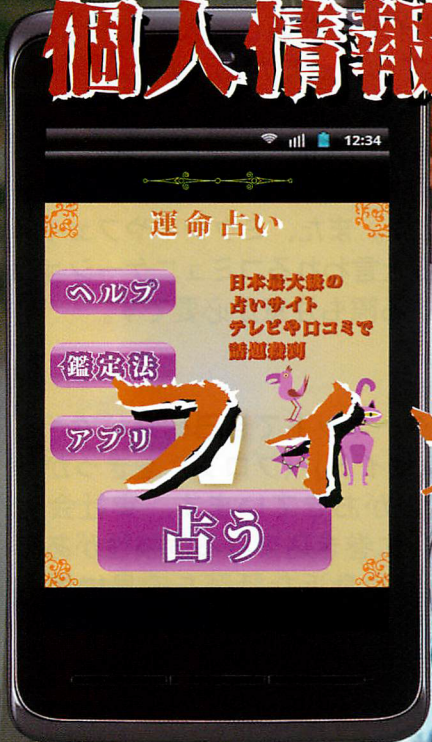 個人情報
12:34
運命占い
ヘルプ
日本最大級の
占いサイト
テレビや口コミで
話題殺到
鑑定法
アプリ
フィ
占う